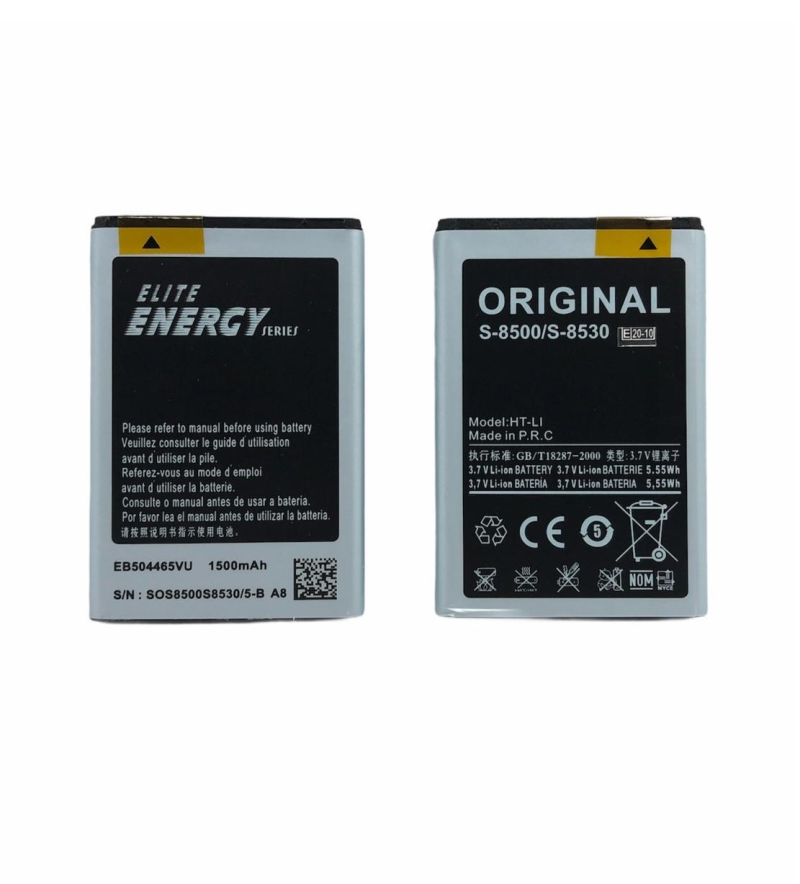 ELITE
ENERGY SERIES
Please refer to manual before using battery
Veuillez consulter le guide d'utilisation
avant d'utiliser la pile.
Referez-vous au mode d'emploi
avant d'utiliser la batterie.
Consulte o manual antes de usar a bateria.
Por favor lea el manual antes de utilizar la bateria.
请按照说明书指示使用电池。
EB504465VU 1500mAh
S/N : SOS8500S8530/5-B A8
ORIGINAL
S-8500/S-8530 E 20-10
Model:HT-LI
Made in P.R.C
执行标准: GB/T18287-2000 类型: 3.7V锂离子
3.7 V Li-ion BATTERY 3.7 V Li-ion BATTERIE 5.55Wh
3,7 V Li-ion BATERÍA 3,7 V Li-ion BATERIA 5,55Wh
CE 5
NOM NYCE